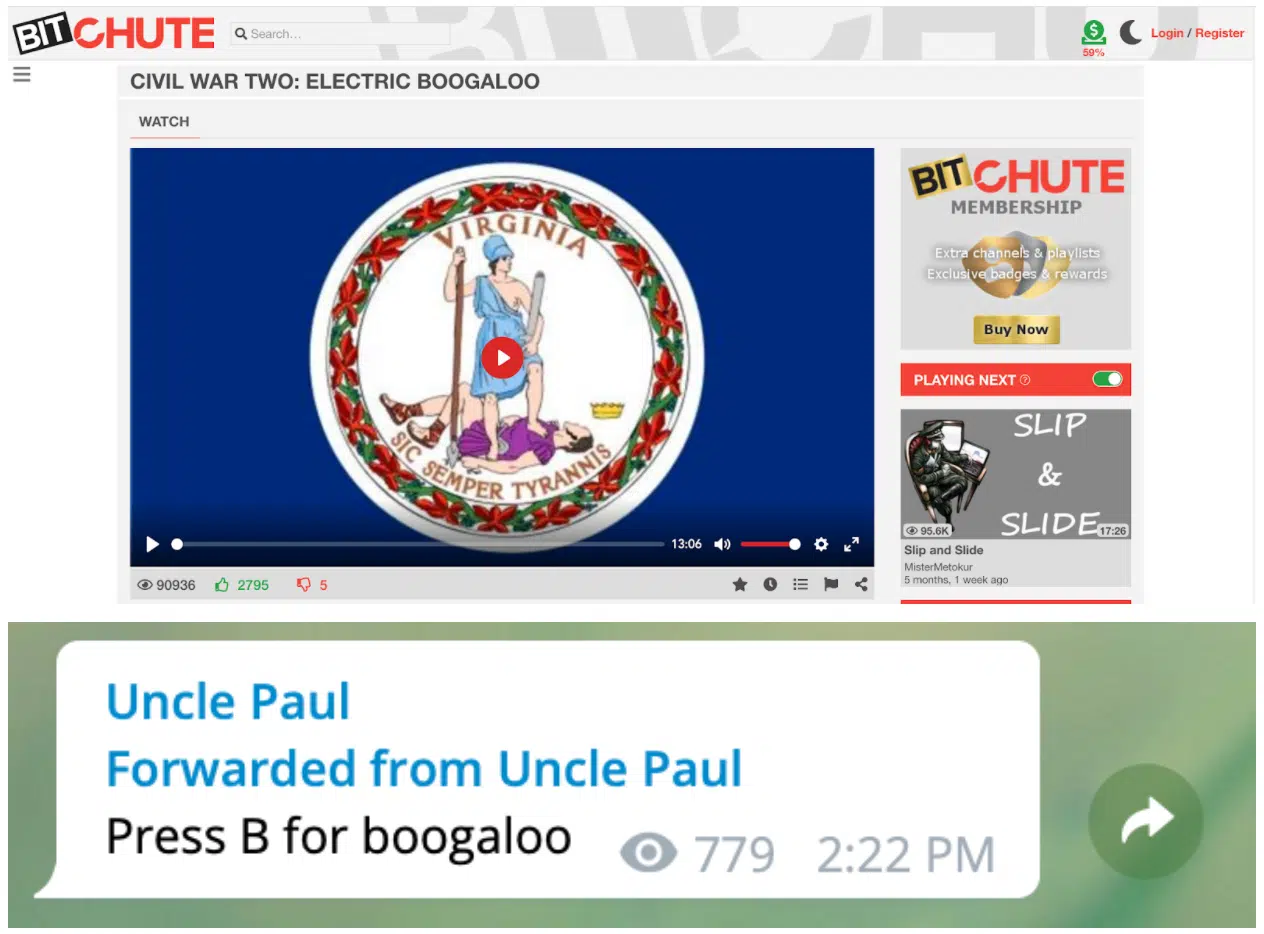 BITCHUTE
Search...
59%
Login / Register
CIVIL WAR TWO: ELECTRIC BOOGALOO
WATCH
VIRGINIA
SIC SEMPER TYRANNIS
13:06
90936 2795 5
BITCHUTE
MEMBERSHIP
Extra channels & playlists
Exclusive badges & rewards
Buy Now
PLAYING NEXT
SLIP
&
SLIDE
95.6K 17:26
Slip and Slide
MisterMetokur
5 months, 1 week ago
Uncle Paul
Forwarded from Uncle Paul
Press B for boogaloo
779 2:22 PM